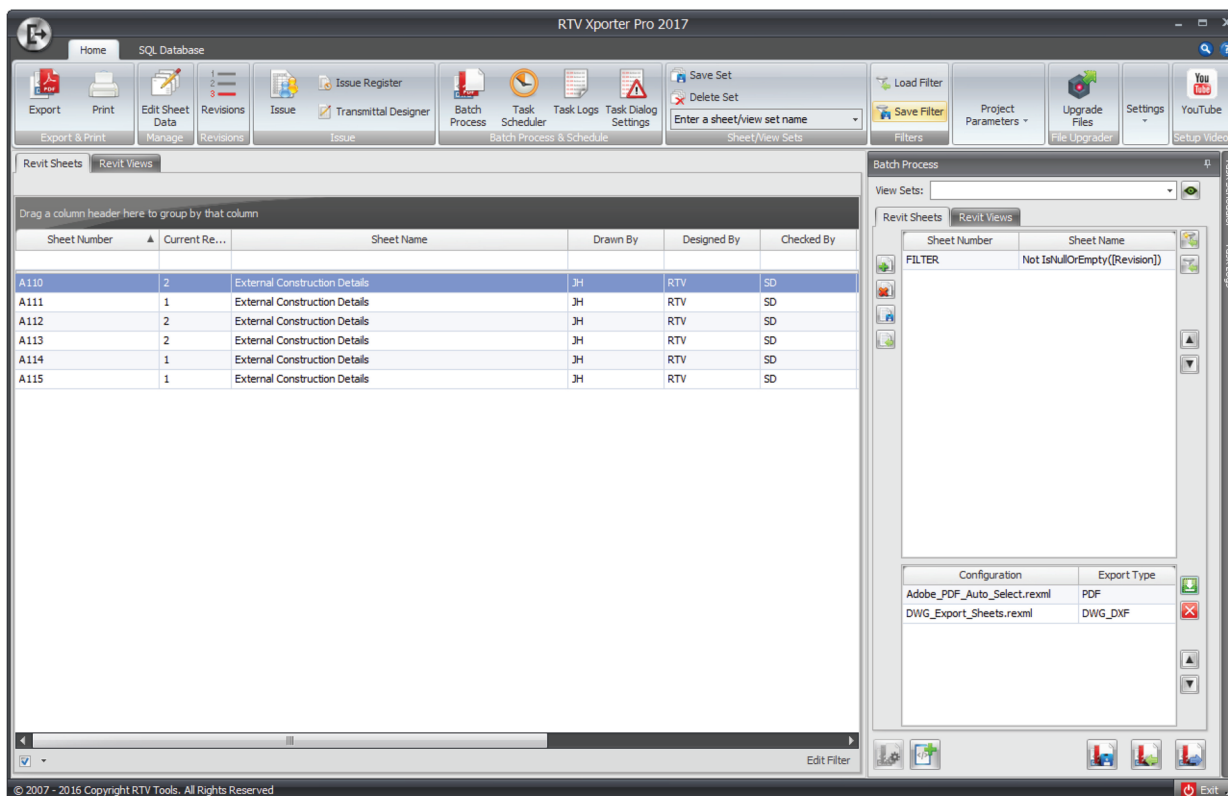 RTV Xporter Pro 2017
Home SQL Database
Export Print Edit Sheet Data Revisions Issue Issue Register Transmittal Designer Batch Process Task Scheduler Task Logs Task Dialog Settings Save Set Delete Set Enter a sheet/view set name Load Filter Save Filter Project Parameters Upgrade Files Settings You Tube YouTube
Export & Print Manage Revisions Issue Batch Process & Schedule Sheet/View Sets Filters File Upgrader Setup Video
Revit Sheets Revit Views
Drag a column header here to group by that column
Sheet Number Current Re... Sheet Name Drawn By Designed By Checked By
A110 2 External Construction Details JH RTV SD
A111 1 External Construction Details JH RTV SD
A112 2 External Construction Details JH RTV SD
A113 2 External Construction Details JH RTV SD
A114 1 External Construction Details JH RTV SD
A115 1 External Construction Details JH RTV SD
Edit Filter
Batch Process
View Sets:
Revit Sheets Revit Views
Sheet Number Sheet Name
FILTER Not IsNullOrEmpty([Revision])
Configuration Export Type
Adobe_PDF_Auto_Select.rexml PDF
DWG_Export_Sheets.rexml DWG_DXF
© 2007 - 2016 Copyright RTV Tools. All Rights Reserved
Exit